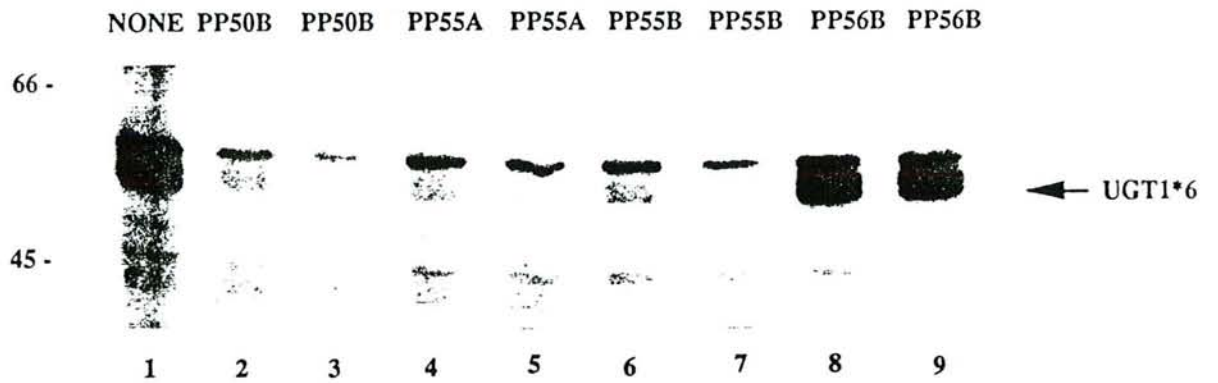 NONE PP50B PP50B PP55A PP55A PP55B PP55B PP56B PP56B
66 -
UGT1*6
45 -
1 2 3 4 5 6 7 8 9